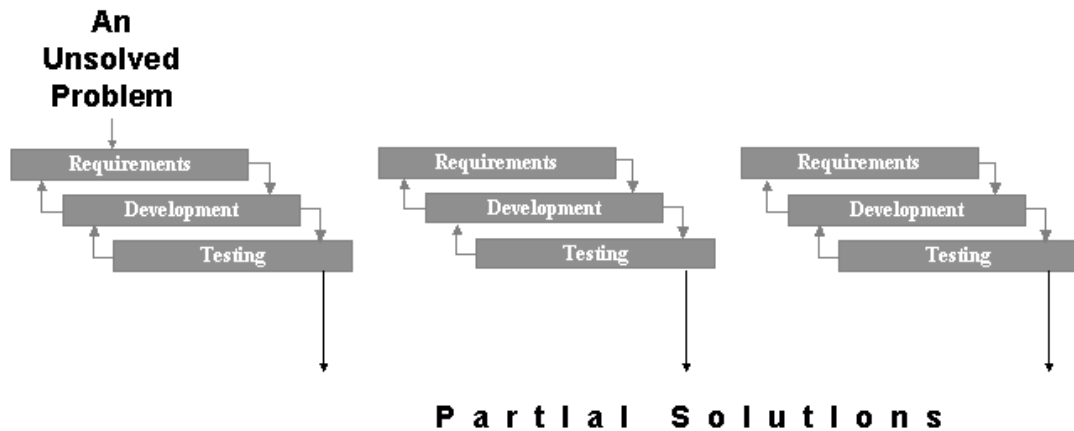 An
Unsolved
Problem
Requirements
Development
Testing
Requirements
Development
Testing
Requirements
Development
Testing
Partial Solutions